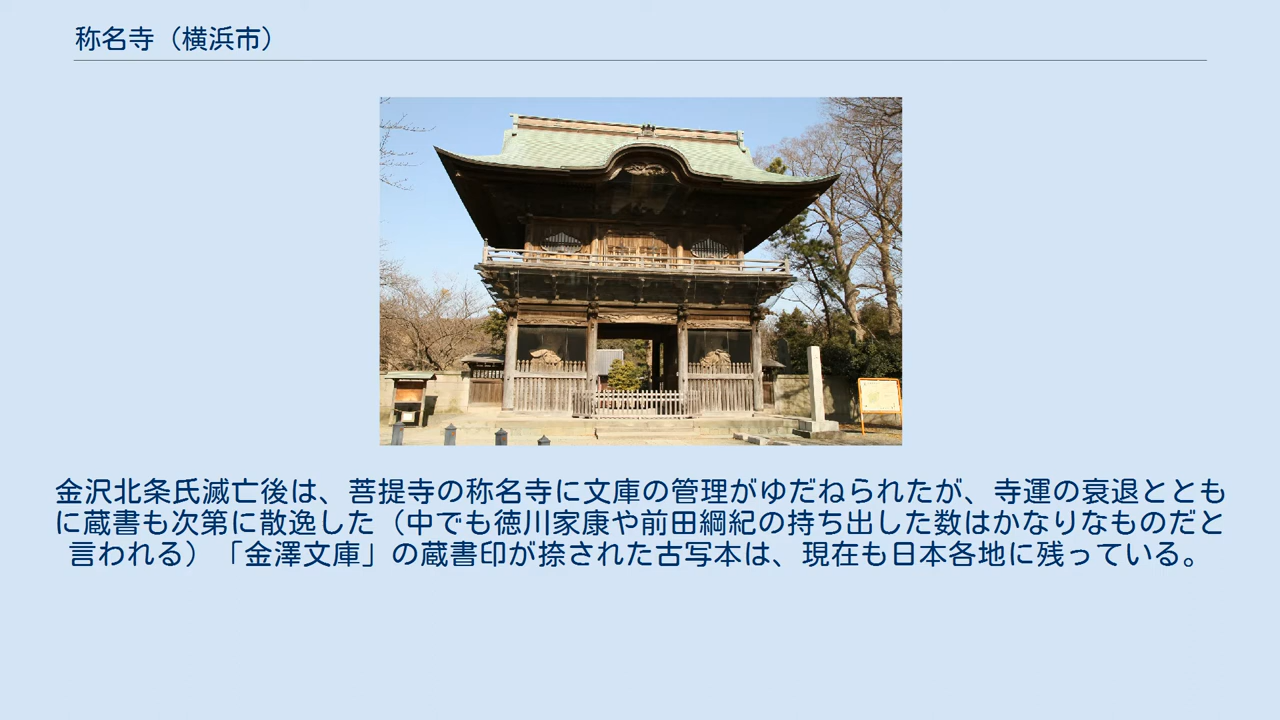 称名寺（横浜市）
金沢北条氏滅亡後は、菩提寺の称名寺に文庫の管理がゆだねられたが、寺運の衰退ととも
に蔵書も次第に散逸した（中でも徳川家康や前田綱紀の持ち出した数はかなりなものだと
言われる）「金澤文庫」の蔵書印が捺された古写本は、現在も日本各地に残っている。